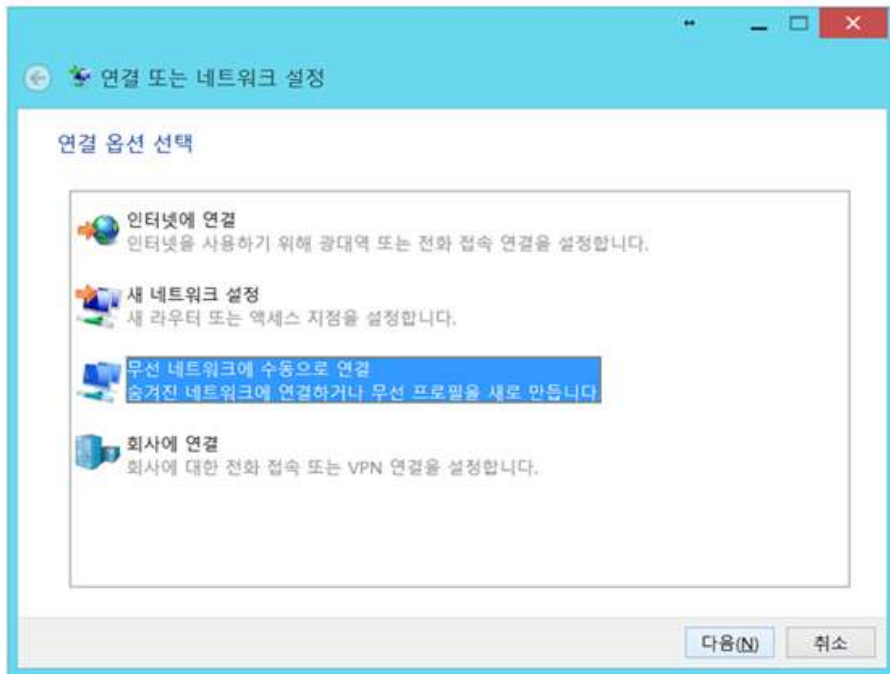 연결 또는 네트워크 설정
연결 옵션 선택
인터넷에 연결
인터넷을 사용하기 위해 광대역 또는 전화 접속 연결을 설정합니다.
새 네트워크 설정
새 라우터 또는 액세스 지점을 설정합니다.
무선 네트워크에 수동으로 연결
숨겨진 네트워크에 연결하거나 무선 프로필을 새로 만듭니다.
회사에 연결
회사에 대한 전화 접속 또는 VPN 연결을 설정합니다.
다음(N) 취소